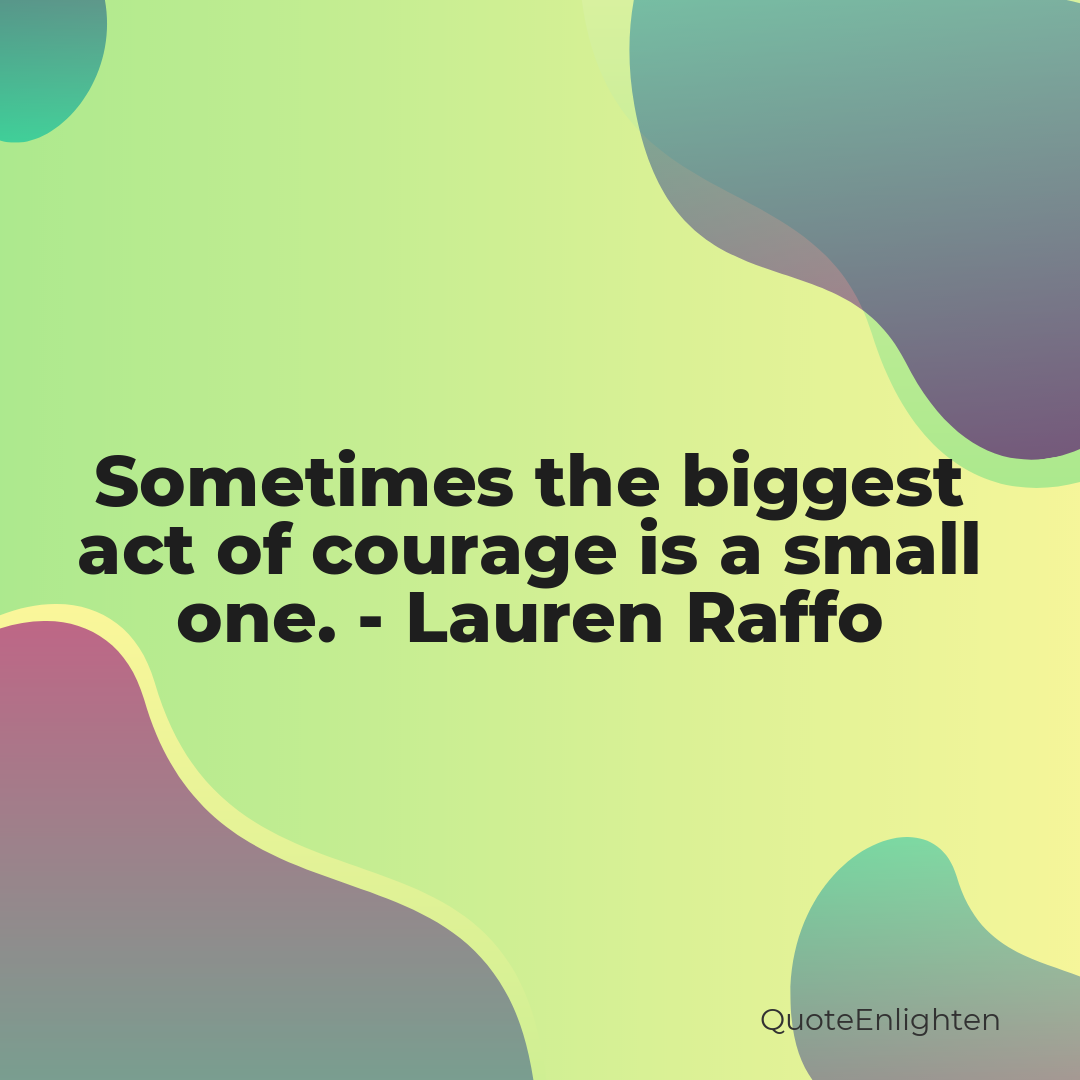 Sometimes the biggest
act of courage is a small
one. - Lauren Raffo
QuoteEnlighten